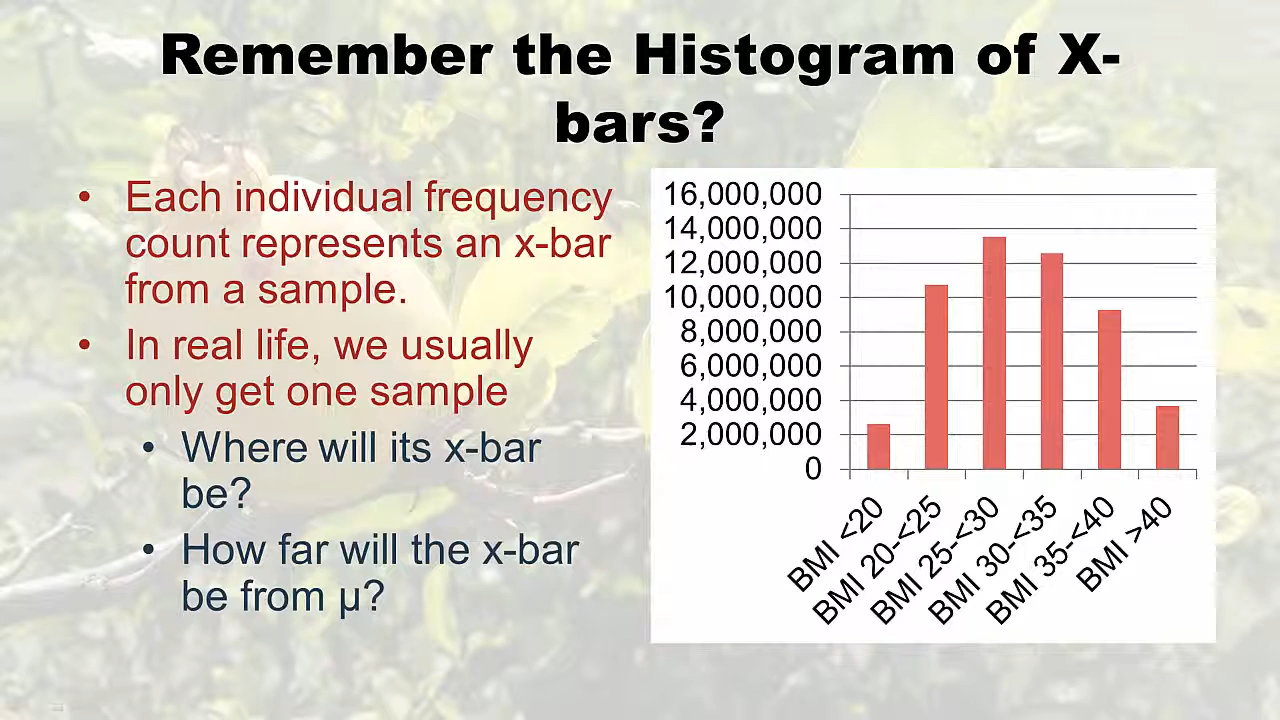 Remember the Histogram of X-
bars?
• Each individual frequency
count represents an x-bar
from a sample.
• In real life, we usually
only get one sample
• Where will its x-bar
be?
• How far will the x-bar
be from µ?
16,000,000
14,000,000
12,000,000
10,000,000
8,000,000
6,000,000
4,000,000
2,000,000
0
BMI <20
BMI 20-<25
BMI 25-<30
BMI 30-<35
BMI 35-<40
BMI >40